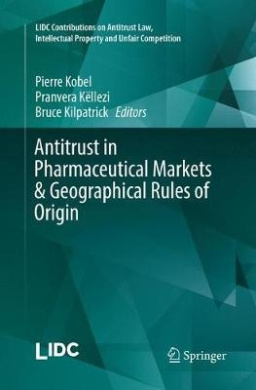 LIDC Contributions on Antitrust Law,
Intellectual Property and Unfair Competition
Pierre Kobel
Pranvera Këllezi
Bruce Kilpatrick Editors
Antitrust in
Pharmaceutical Markets
& Geographical Rules of
Origin
LIDC
Springer